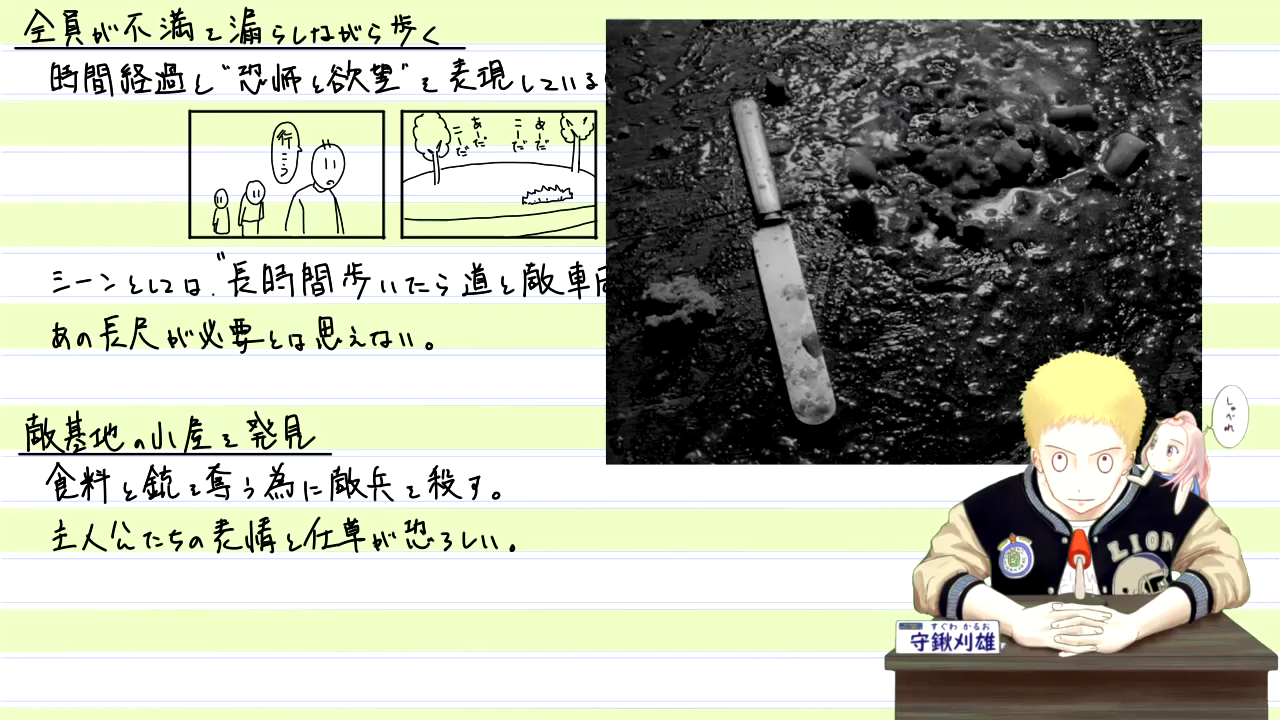 全員が不満を漏らしながら歩く
時間経過と"恐怖と欲望"を表現している
行こう
あーだ
こーだ
あーだ
こーだ
シーンとしては、"長時間歩いたら道と敵車両
あの長尺が必要とは思えない。
敵基地の小屋を発見
食料と銃を奪う為に敵兵を殺す。
主人公たちの表情と仕草が恐ろしい。
しゃべれ
LION
すぐわ かるお
守鍬刈雄